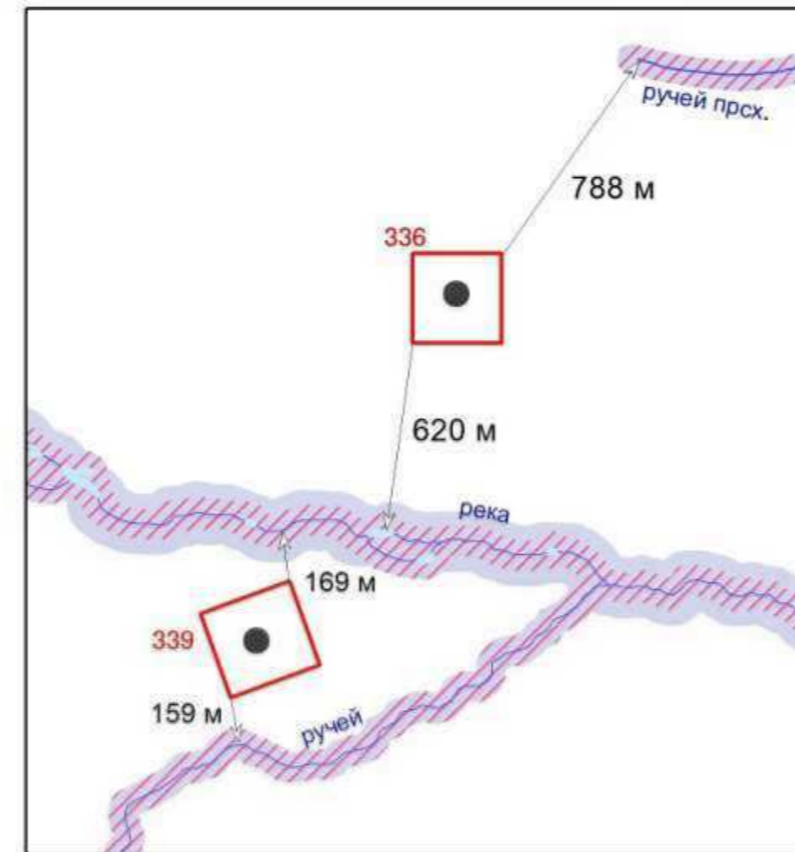 ручей прсх.
788 м
336
620 м
река
169 м
339
159 м
ручей